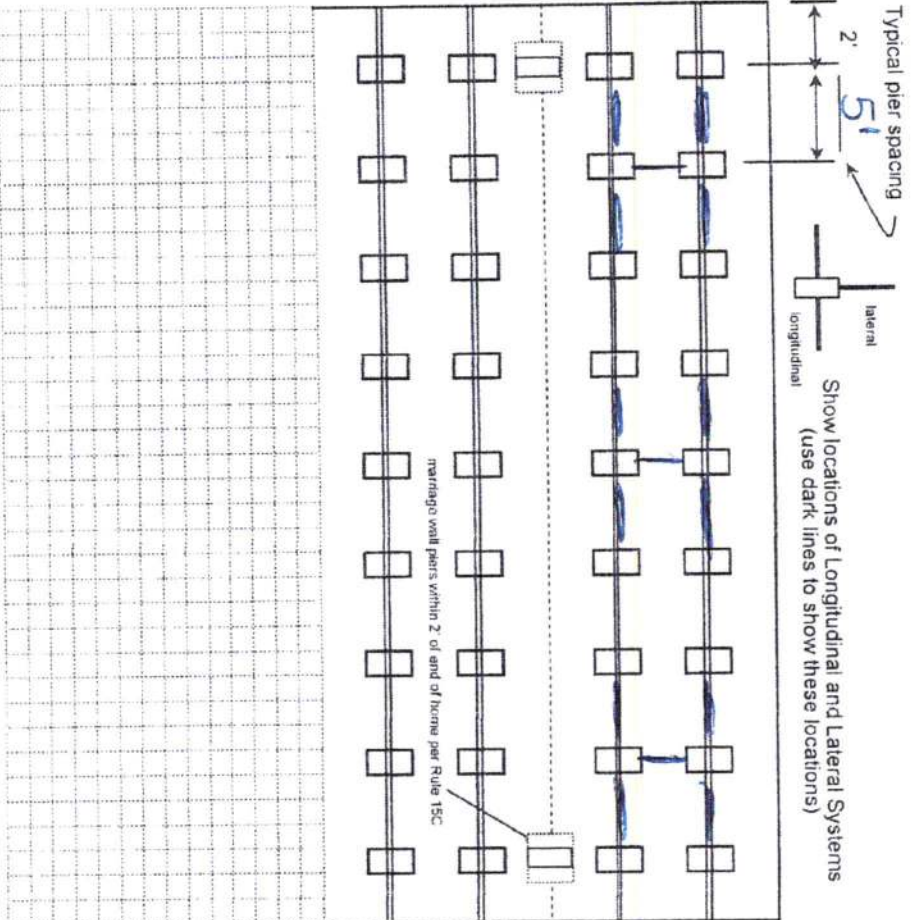 Typical pier spacing
2'
5'
lateral
longitudinal
Show locations of Longitudinal and Lateral Systems
(use dark lines to show these locations)
marriage wall piers within 2' of end of home per Rule 15C